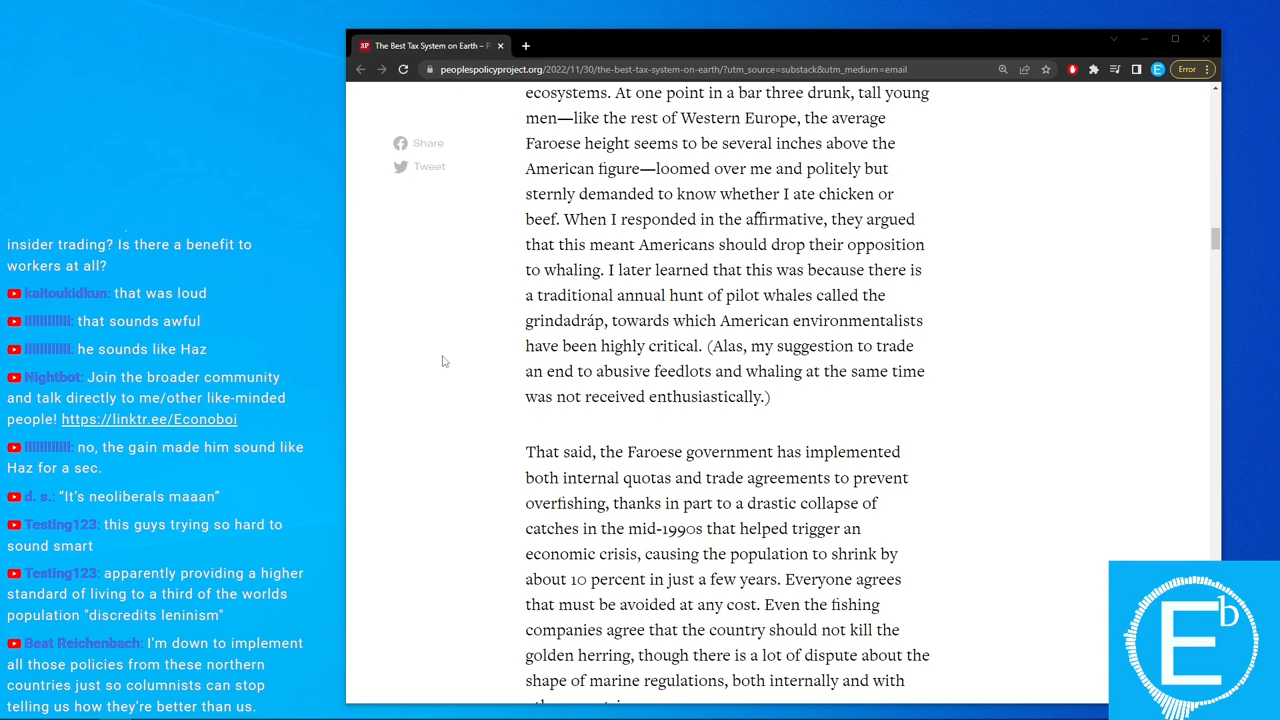 The Best Tax System on Earth – P
peoplespolicyproject.org/2022/11/30/the-best-tax-system-on-earth/?utm_source=substack&utm_medium=email
Error
Share
Tweet
ecosystems. At one point in a bar three drunk, tall young
men—like the rest of Western Europe, the average
Faroese height seems to be several inches above the
American figure—loomed over me and politely but
sternly demanded to know whether I ate chicken or
beef. When I responded in the affirmative, they argued
that this meant Americans should drop their opposition
to whaling. I later learned that this was because there is
a traditional annual hunt of pilot whales called the
grindadráp, towards which American environmentalists
have been highly critical. (Alas, my suggestion to trade
an end to abusive feedlots and whaling at the same time
was not received enthusiastically.)
That said, the Faroese government has implemented
both internal quotas and trade agreements to prevent
overfishing, thanks in part to a drastic collapse of
catches in the mid-1990s that helped trigger an
economic crisis, causing the population to shrink by
about 10 percent in just a few years. Everyone agrees
that must be avoided at any cost. Even the fishing
companies agree that the country should not kill the
golden herring, though there is a lot of dispute about the
shape of marine regulations, both internally and with
insider trading? Is there a benefit to
workers at all?
kaitoukidkun: that was loud
that sounds awful
he sounds like Haz
Nightbot: Join the broader community
and talk directly to me/other like-minded
people! https://linktr.ee/Econoboi
no, the gain made him sound like
Haz for a sec.
d. s.: “It’s neoliberals maaan”
Testing123: this guys trying so hard to
sound smart
Testing123: apparently providing a higher
standard of living to a third of the worlds
population "discredits leninism"
Beat Reichenbach: I'm down to implement
all those policies from these northern
countries just so columnists can stop
telling us how they're better than us.
Eb